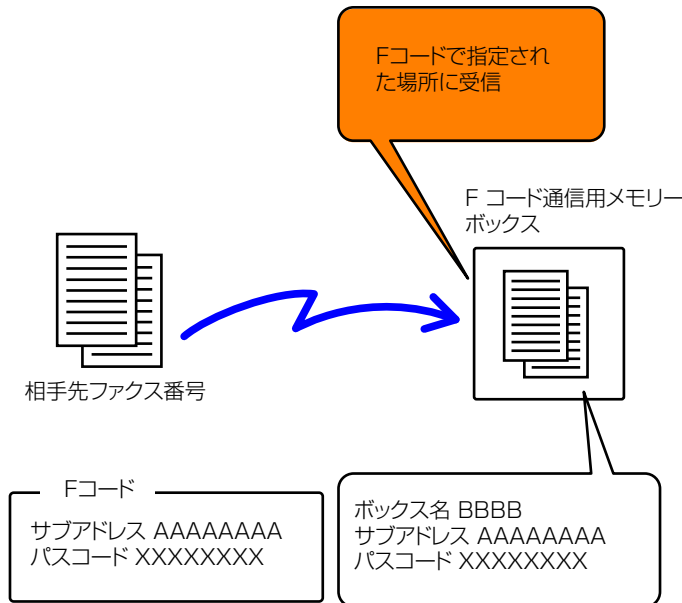 Fコードで指定され
た場所に受信
F コード通信用メモリー
ボックス
相手先ファクス番号
Fコード
サブアドレス AAAAAAAA
パスコード XXXXXXXX
ボックス名 BBBB
サブアドレス AAAAAAAA
パスコード XXXXXXXX